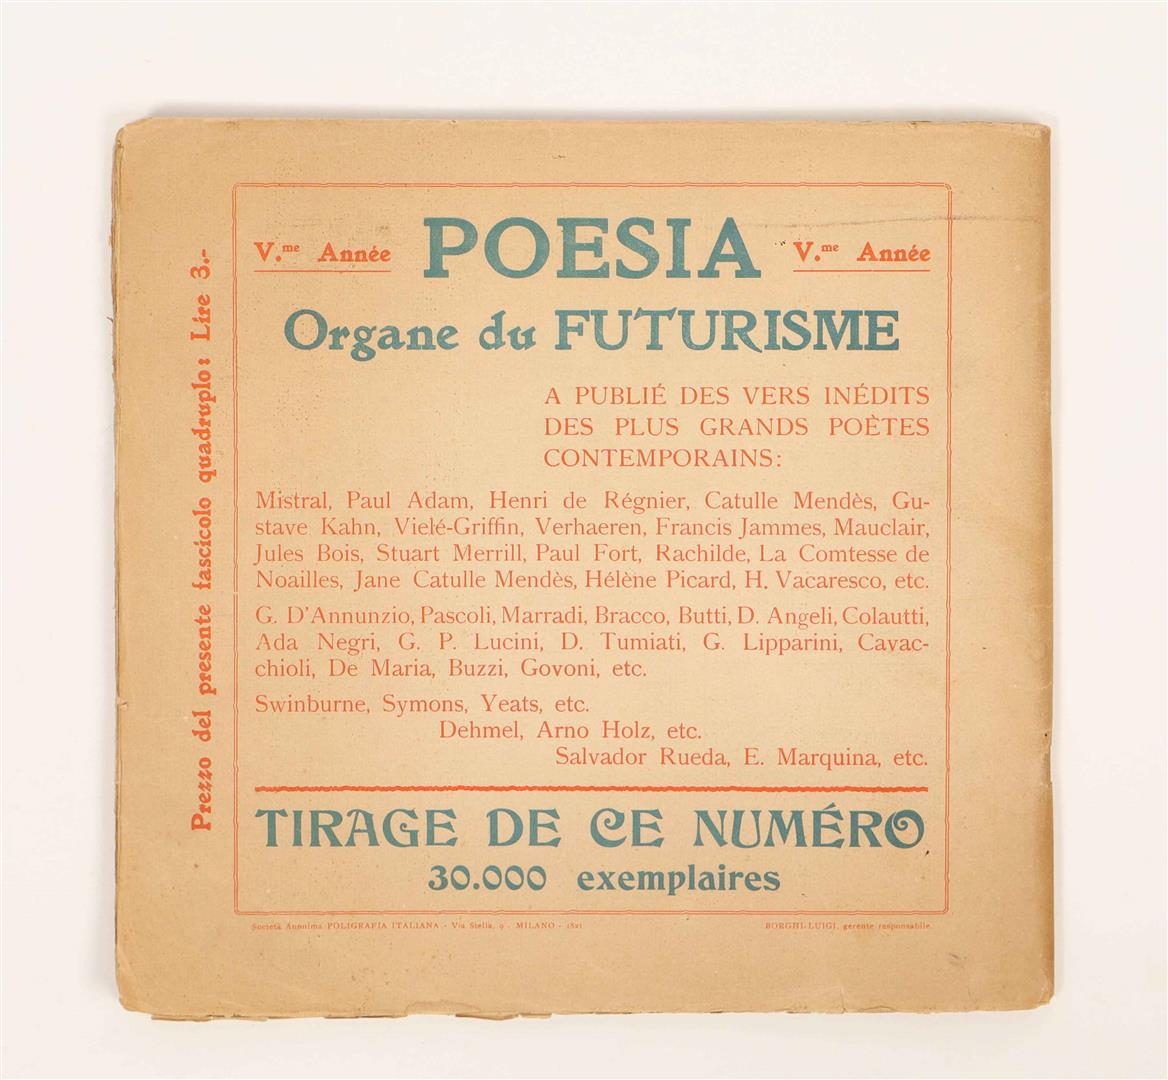 V.me Année POESIA V.me Année
Organe du FUTURISME
A PUBLIÉ DES VERS INÉDITS
DES PLUS GRANDS POÈTES
CONTEMPORAINS:
Mistral, Paul Adam, Henri de Régnier, Catulle Mendès, Gu-
stave Kahn, Vielé-Griffin, Verhaeren, Francis Jammes, Mauclair,
Jules Bois, Stuart Merrill, Paul Fort, Rachilde, La Comtesse de
Noailles, Jane Catulle Mendès, Hélène Picard, H. Vacaresco, etc.
G. D'Annunzio, Pascoli, Marradi, Bracco, Butti, D. Angeli, Colautti,
Ada Negri, G. P. Lucini, D. Tumiati, G. Lipparini, Cavac-
chioli, De Maria, Buzzi, Govoni, etc.
Swinburne, Symons, Yeats, etc.
Dehmel, Arno Holz, etc.
Salvador Rueda, E. Marquina, etc.
TIRAGE DE CE NUMÉRO
30.000 exemplaires
Società Anonima POLIGRAFIA ITALIANA - Via Stella, 9 - MILANO - 1821
BORGHI-LUIGI, gerente responsabile.
Prezzo del presente fascicolo quadruplo: Lire 3.-